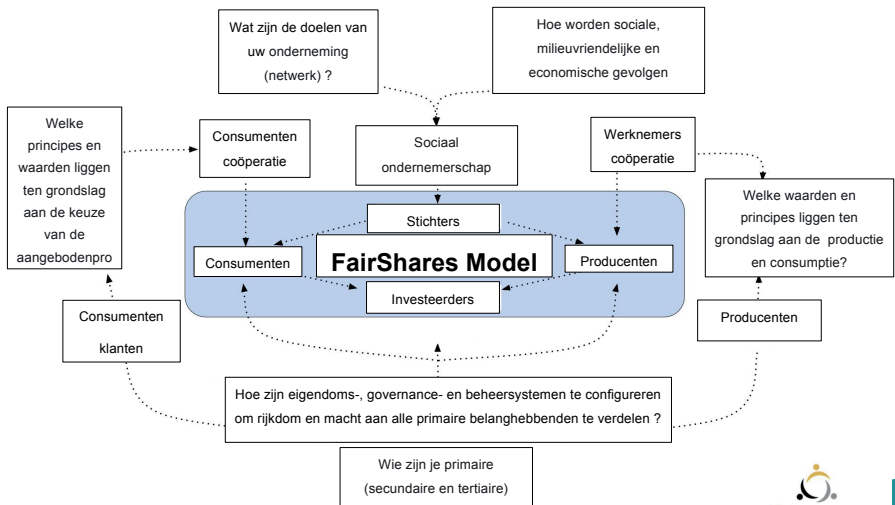 Wat zijn de doelen van
uw onderneming
(netwerk) ?
Hoe worden sociale,
milieuvriendelijke en
economische gevolgen
Welke
principes en
waarden liggen
ten grondslag
aan de keuze
van de
aangebodenpro
Consumenten
coöperatie
Sociaal
ondernemerschap
Werknemers
coöperatie
Welke waarden en
principes liggen ten
grondslag aan de productie
en consumptie?
Stichters
Consumenten
FairShares Model
Producenten
Investeerders
Consumenten
klanten
Producenten
Hoe zijn eigendoms-, governance- en beheersystemen te configureren
om rijkdom en macht aan alle primaire belanghebbenden te verdelen ?
Wie zijn je primaire
(secundaire en tertiaire)